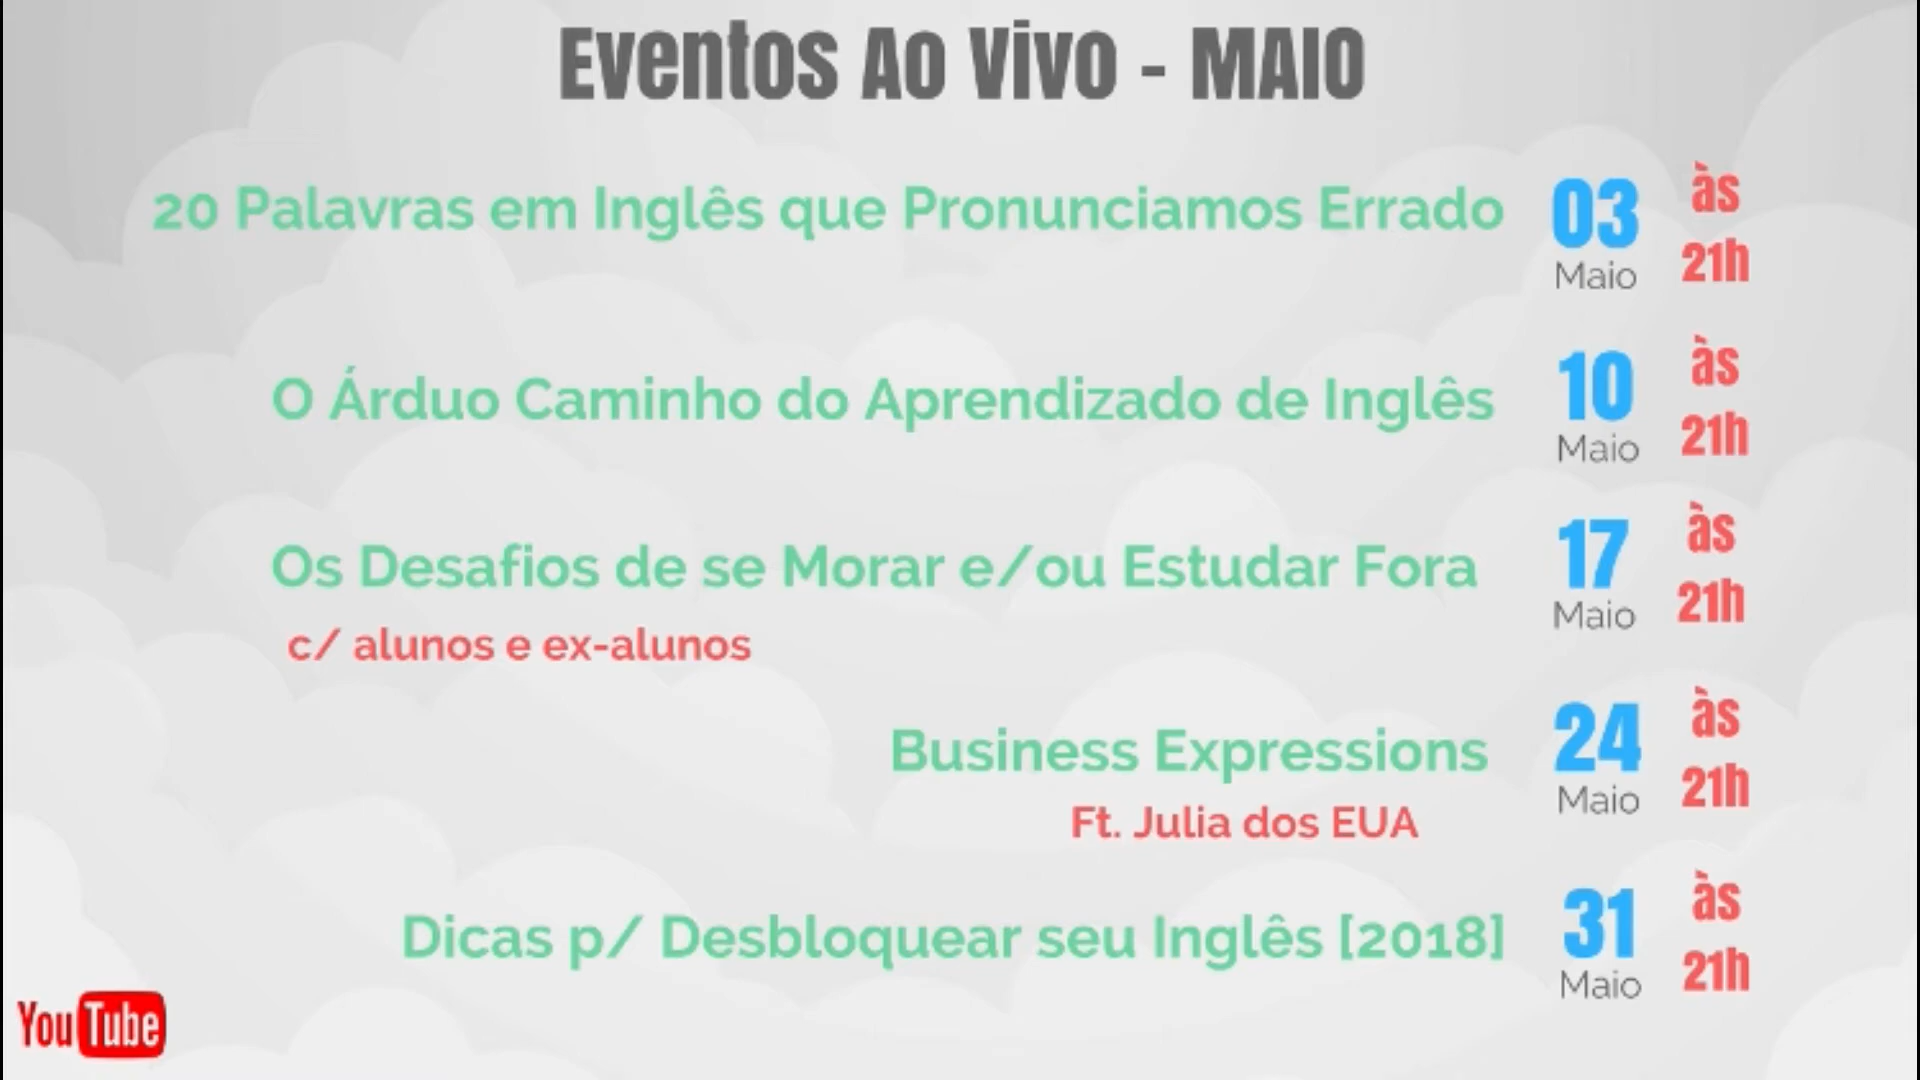 Eventos Ao Vivo - MAIO
20 Palavras em Inglês que Pronunciamos Errado
03
Maio
às
21h
O Árduo Caminho do Aprendizado de Inglês
10
Maio
às
21h
Os Desafios de se Morar e/ou Estudar Fora
c/ alunos e ex-alunos
17
Maio
às
21h
Business Expressions
Ft. Julia dos EUA
24
Maio
às
21h
Dicas p/ Desbloquear seu Inglês [2018]
31
Maio
às
21h
YouTube